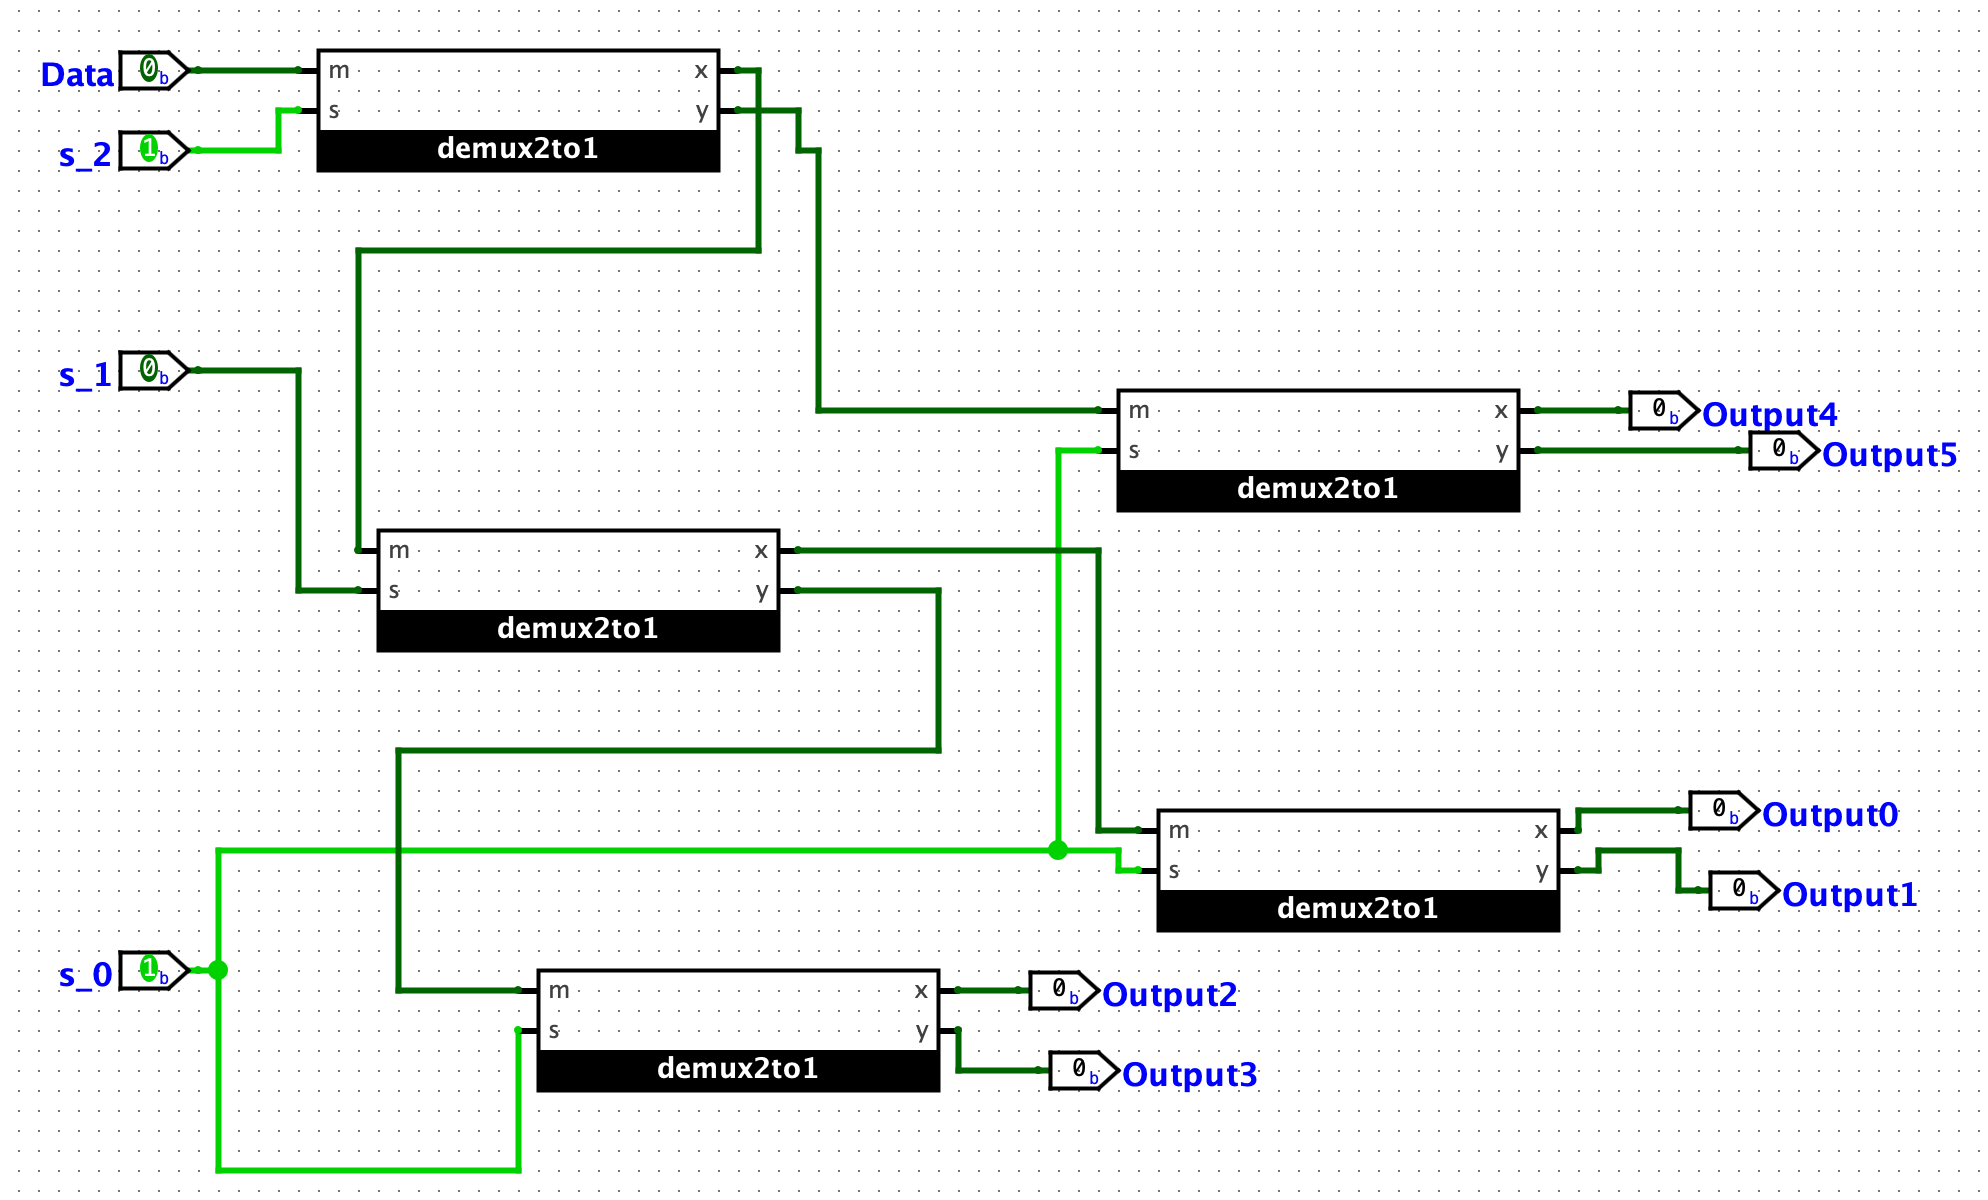 Data 0b
m x
s y
s_2 1b
demux2to1
s_1 0b
m x
s y
demux2to1
0b Output4
0b Output5
m x
s y
demux2to1
m x
s y
demux2to1
0b Output0
0b Output1
s_0 1b
m x
s y
demux2to1
0b Output2
0b Output3